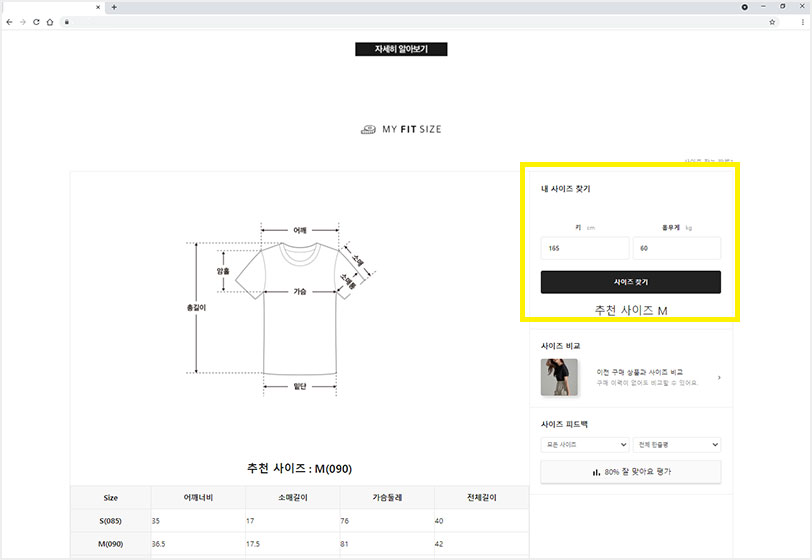 자세히 알아보기
MY FIT SIZE
내 사이즈 찾기
키 cm
몸무게 kg
165
60
사이즈 찾기
추천 사이즈 M
어깨
소매
암홀
소매통
가슴
총길이
밑단
사이즈 비교
이전 구매 상품과 사이즈 비교
구매 이력이 없어도 비교할 수 있어요.
사이즈 피드백
모든 사이즈
전체 한줄평
80% 잘 맞아요 평가
추천 사이즈 : M(090)
Size 어깨너비 소매길이 가슴둘레 전체길이
S(085) 35 17 76 40
M(090) 36.5 17.5 81 42